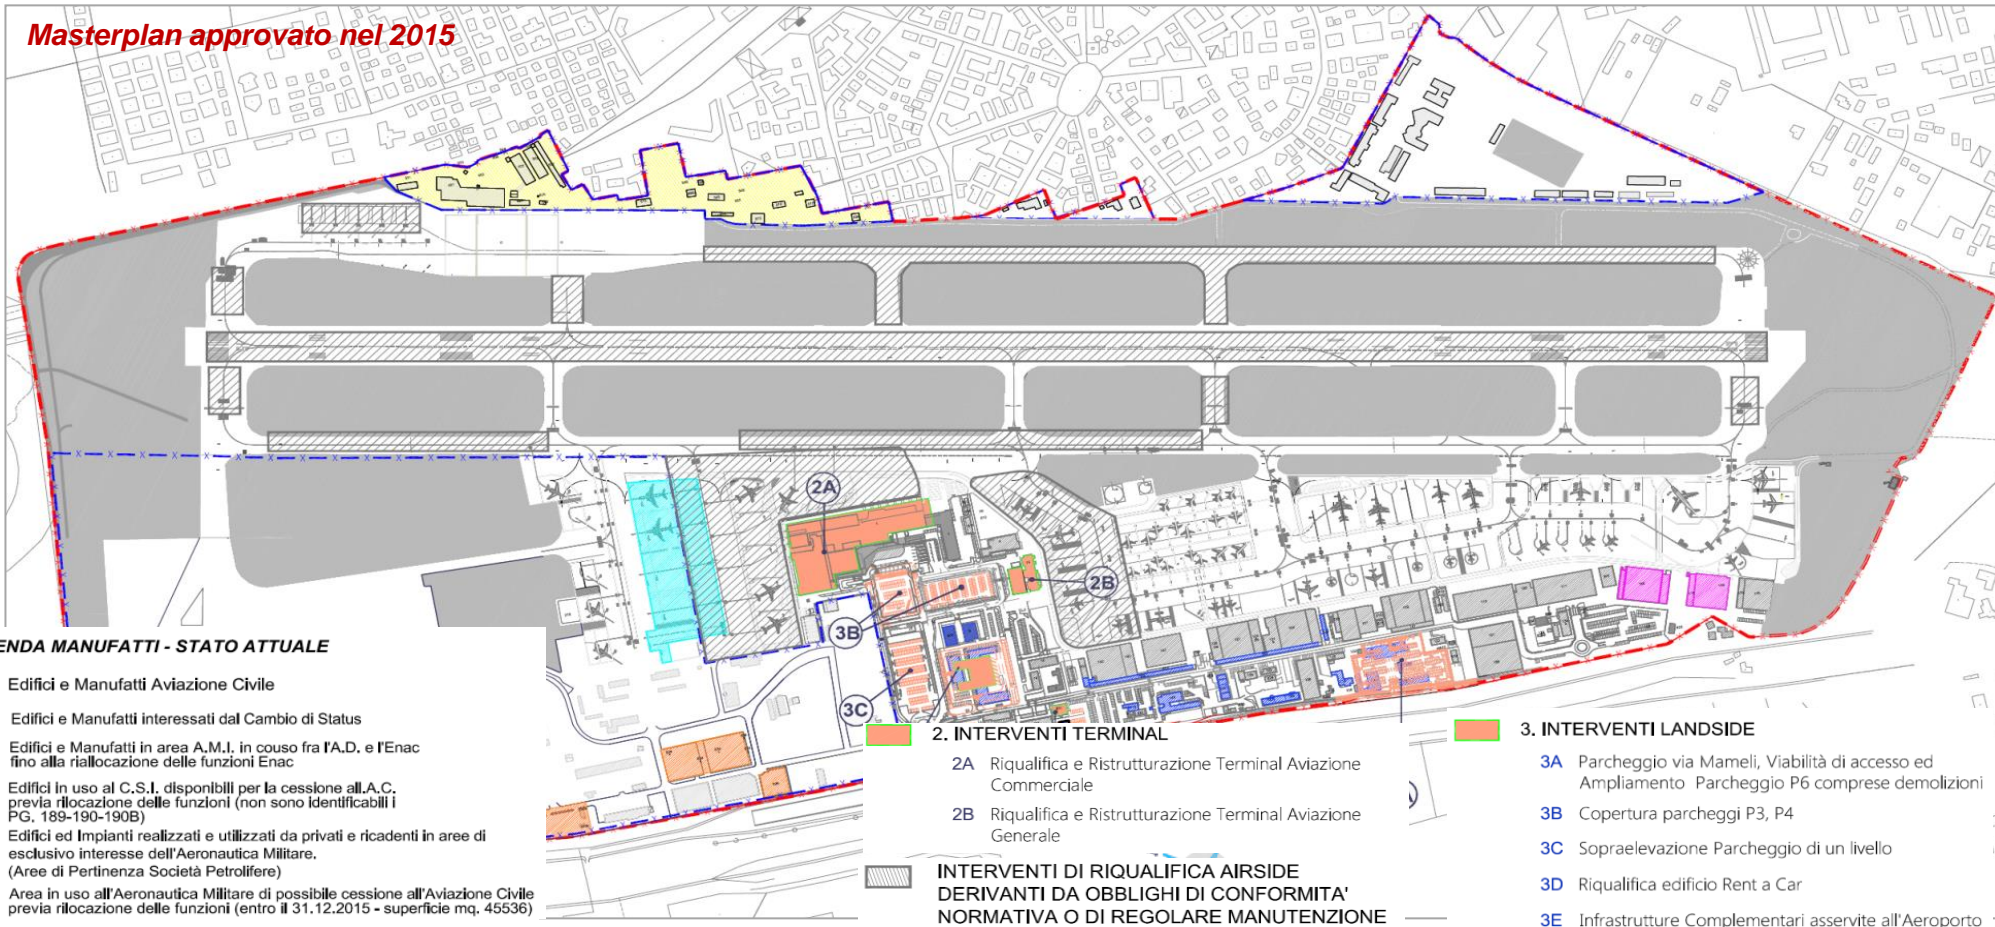 Masterplan approvato nel 2015
2A
2B
3B
3C
ENDA MANUFATTI - STATO ATTUALE
Edifici e Manufatti Aviazione Civile
Edifici e Manufatti interessati dal Cambio di Status
Edifici e Manufatti in area A.M.I. in couso fra l'A.D. e l'Enac
fino alla riallocazione delle funzioni Enac
Edifici in uso al C.S.I. disponibili per la cessione all.A.C.
previa rilocazione delle funzioni (non sono identificabili i
PG. 189-190-190B)
Edifici ed Impianti realizzati e utilizzati da privati e ricadenti in aree di
esclusivo interesse dell'Aeronautica Militare.
(Aree di Pertinenza Società Petrolifere)
Area in uso all'Aeronautica Militare di possibile cessione all'Aviazione Civile
previa rilocazione delle funzioni (entro il 31.12.2015 - superficie mq. 45536)
2. INTERVENTI TERMINAL
2A Riqualifica e Ristrutturazione Terminal Aviazione
Commerciale
2B Riqualifica e Ristrutturazione Terminal Aviazione
Generale
INTERVENTI DI RIQUALIFICA AIRSIDE
DERIVANTI DA OBBLIGHI DI CONFORMITA'
NORMATIVA O DI REGOLARE MANUTENZIONE
3. INTERVENTI LANDSIDE
3A Parcheggio via Mameli, Viabilità di accesso ed
Ampliamento Parcheggio P6 comprese demolizioni
3B Copertura parcheggi P3, P4
3C Sopraelevazione Parcheggio di un livello
3D Riqualifica edificio Rent a Car
3E Infrastrutture Complementari asservite all'Aeroporto